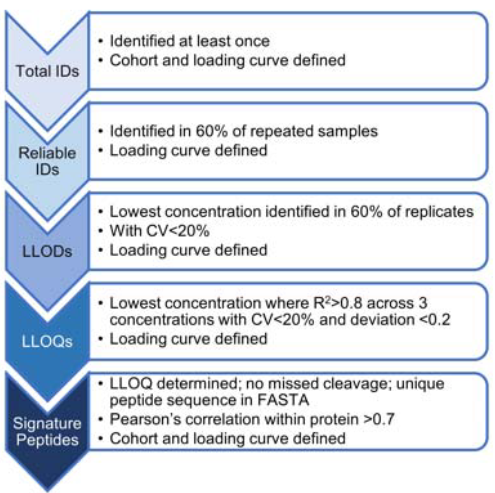 Total IDs
• Identified at least once
• Cohort and loading curve defined
Reliable
IDs
• Identified in 60% of repeated samples
• Loading curve defined
LLODs
• Lowest concentration identified in 60% of replicates
• With CV<20%
• Loading curve defined
LLOQs
• Lowest concentration where R²>0.8 across 3
concentrations with CV<20% and deviation <0.2
• Loading curve defined
Signature
Peptides
• LLOQ determined; no missed cleavage; unique
peptide sequence in FASTA
• Pearson's correlation within protein >0.7
• Cohort and loading curve defined